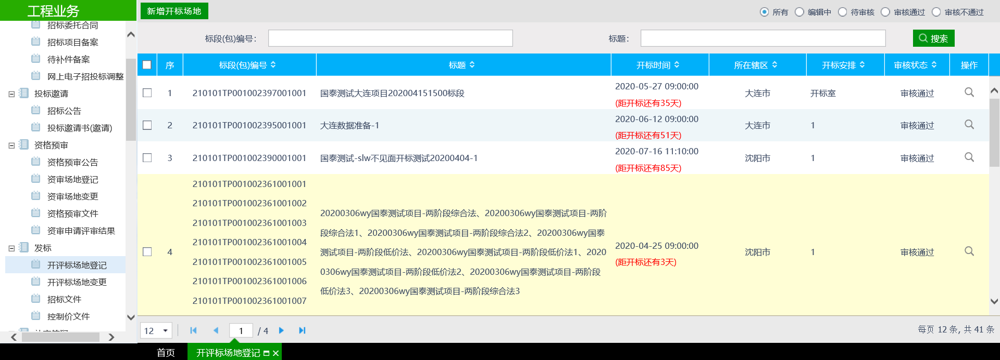 工程业务
招标委托合同
招标项目备案
待补件备案
网上电子招投标调整
投标邀请
招标公告
投标邀请书(邀请)
资格预审
资格预审公告
资审场地登记
资审场地变更
资格预审文件
资审申请评审结果
发标
开评标场地登记
开评标场地变更
招标文件
控制价文件
新增开标场地
所有 编辑中 待审核 审核通过 审核不通过
标段(包)编号: 标题: 搜索
序 标段(包)编号 标题 开标时间 所在辖区 开标安排 审核状态 操作
1 210101TP001002397001001 国泰测试大连项目202004151500标段 2020-05-27 09:00:00 大连市 开标室 审核通过
(距开标还有35天)
2 210101TP001002395001001 大连数据准备-1 2020-06-12 09:00:00 大连市 1 审核通过
(距开标还有51天)
3 210101TP001002390001001 国泰测试-slw不见面开标测试20200404-1 2020-07-16 11:10:00 沈阳市 1 审核通过
(距开标还有85天)
4
210101TP001002361001001
210101TP001002361001002
210101TP001002361001003
210101TP001002361001004
210101TP001002361001005
210101TP001002361001006
210101TP001002361001007
20200306wy国泰测试项目-两阶段综合法、20200306wy国泰测试项目-两阶
段综合法1、20200306wy国泰测试项目-两阶段综合法2、20200306wy国泰
测试项目-两阶段低价法、20200306wy国泰测试项目-两阶段低价法1、2020
0306wy国泰测试项目-两阶段低价法2、20200306wy国泰测试项目-两阶段
低价法3、20200306wy国泰测试项目-两阶段综合法3
2020-04-25 09:00:00
(距开标还有3天)
沈阳市 1 审核通过
12 1 / 4 每页 12 条, 共 41 条
首页 开评标场地登记